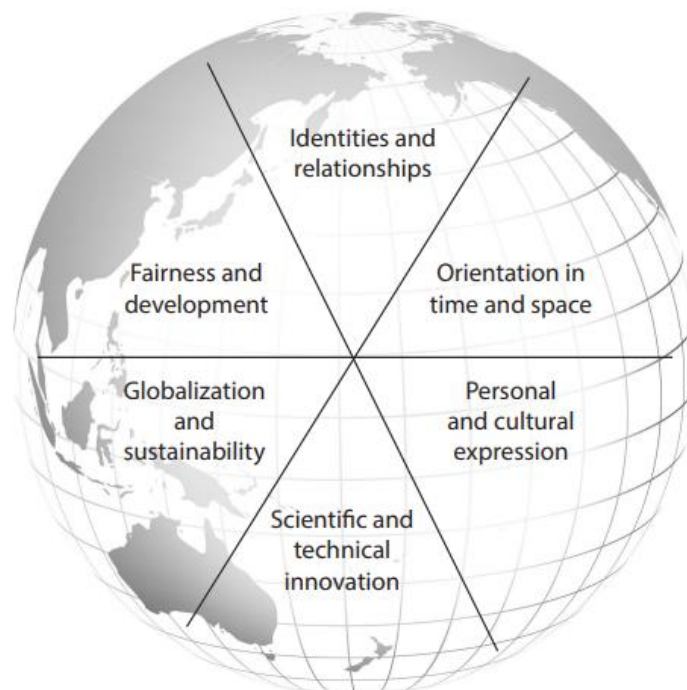 Identities and
relationships
Fairness and
development
Orientation in
time and space
Globalization
and
sustainability
Personal
and cultural
expression
Scientific and
technical
innovation